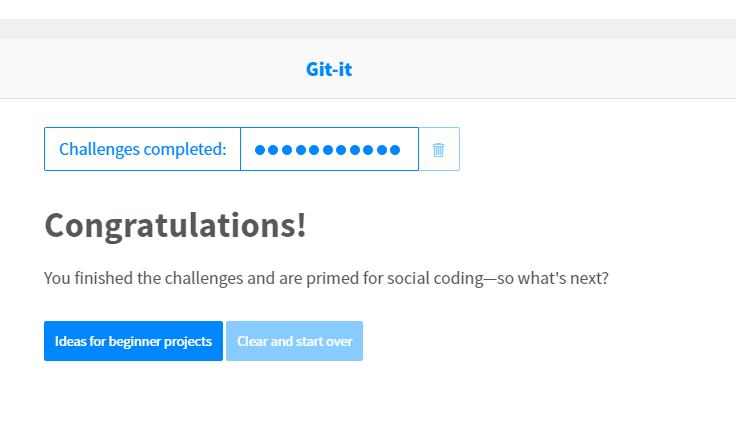 Git-it
Challenges completed:
Congratulations!
You finished the challenges and are primed for social coding—so what's next?
Ideas for beginner projects
Clear and start over